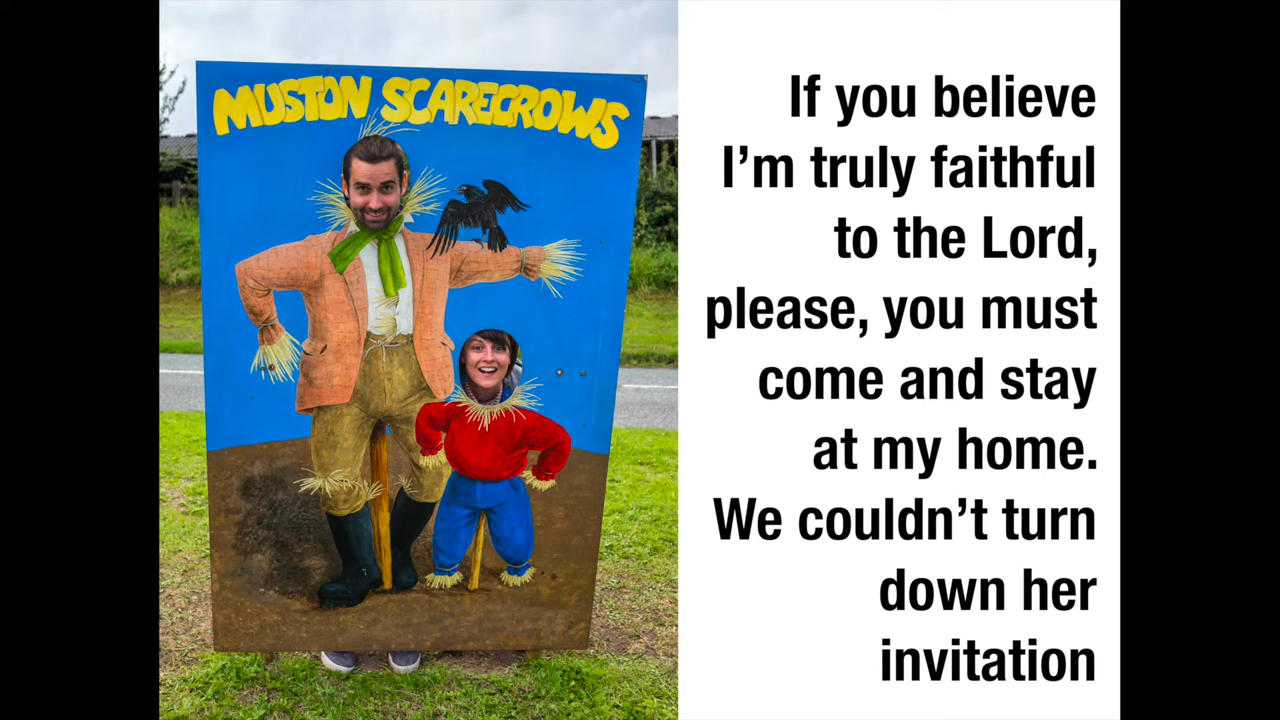 MUSTON SCARECROWS
If you believe
I’m truly faithful
to the Lord,
please, you must
come and stay
at my home.
We couldn’t turn
down her
invitation